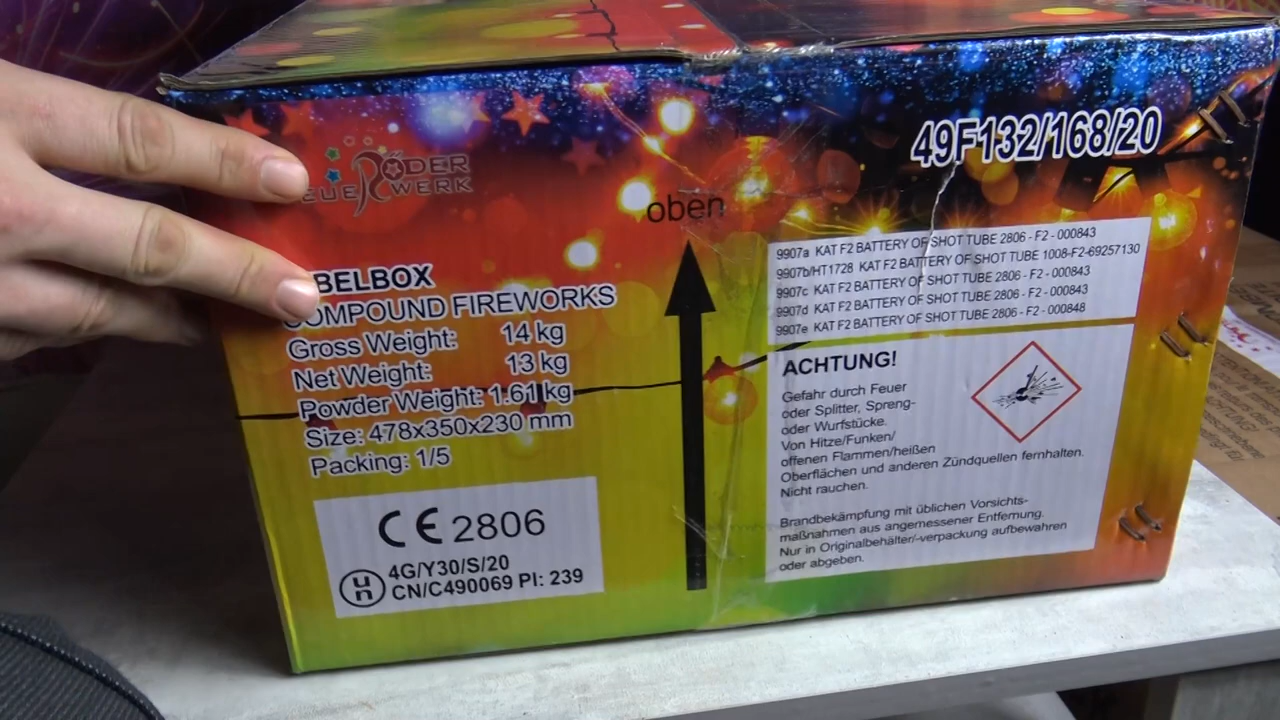 RÖDER
EUERWERK
49F132/168/20
oben
BELBOX
COMPOUND FIREWORKS
Gross Weight: 14 kg
Net Weight: 13 kg
Powder Weight: 1.61 kg
Size: 478x350x230 mm
Packing: 1/5
CE 2806
un 4G/Y30/S/20
CN/C490069 PI: 239
9907a KAT F2 BATTERY OF SHOT TUBE 2806 - F2 - 000843
9907b/HT1728 KAT F2 BATTERY OF SHOT TUBE 1008-F2-69257130
9907c KAT F2 BATTERY OF SHOT TUBE 2806 - F2 - 000843
9907d KAT F2 BATTERY OF SHOT TUBE 2806 - F2 - 000843
9907e KAT F2 BATTERY OF SHOT TUBE 2806 - F2 - 000848
ACHTUNG!
Gefahr durch Feuer
oder Splitter, Spreng-
oder Wurfstücke.
Von Hitze/Funken/
offenen Flammen/heißen
Oberflächen und anderen Zündquellen fernhalten.
Nicht rauchen.
Brandbekämpfung mit üblichen Vorsichts-
maßnahmen aus angemessener Entfernung.
Nur in Originalbehälter/-verpackung aufbewahren
oder abgeben.